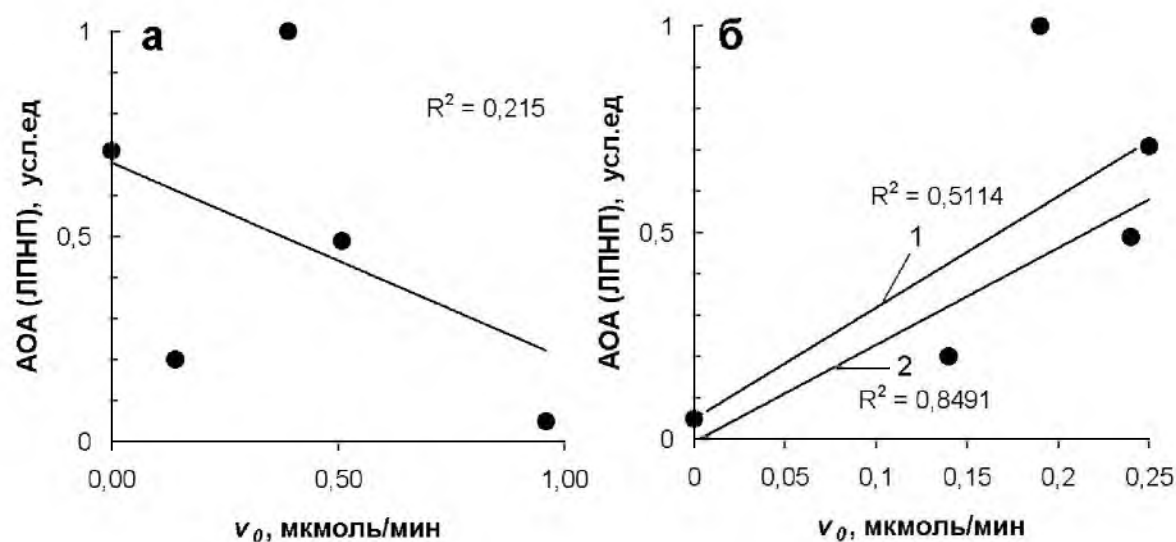 а
АОА (ЛПНП), усл.ед
1
0,5
0
R² = 0,215
0,00
0,50
1,00
v₀, мкмоль/мин
б
АОА (ЛПНП), усл.ед
1
0,5
0
R² = 0,5114
1
2
R² = 0,8491
0
0,05
0,1
0,15
0,2
0,25
v₀, мкмоль/мин